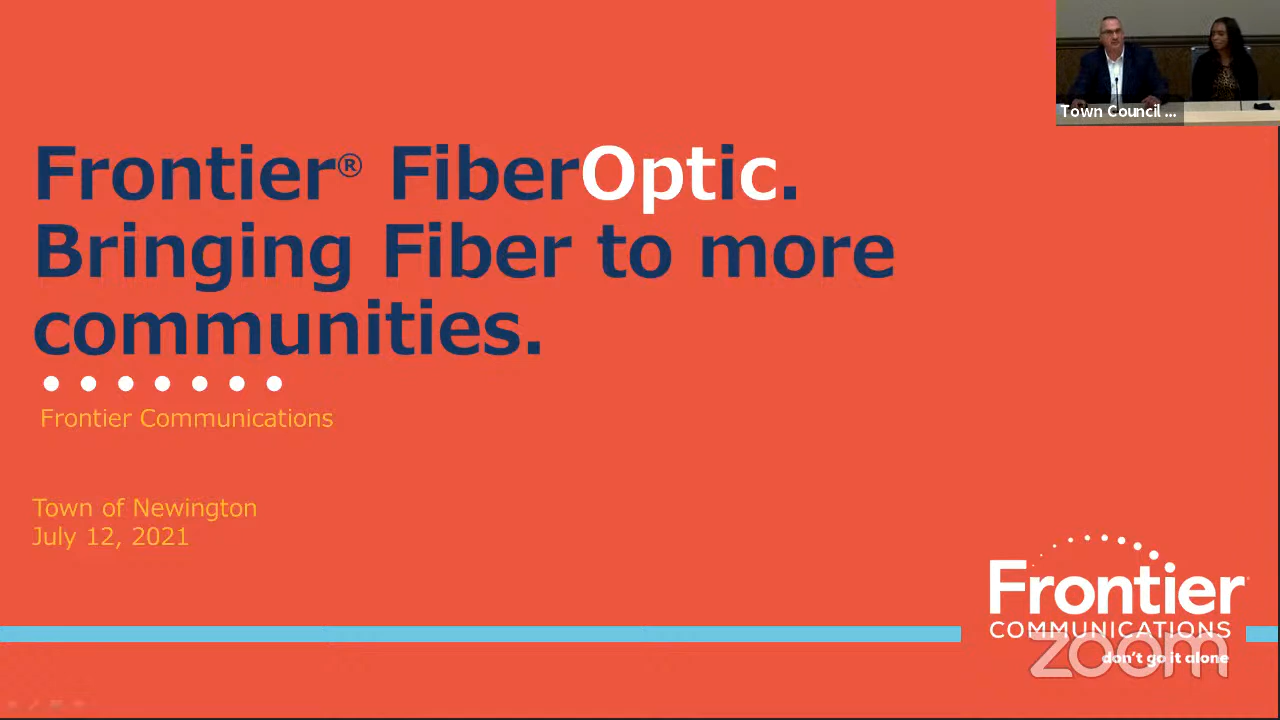 Town Council ...
Frontier® FiberOptic.
Bringing Fiber to more
communities.
Frontier Communications
Town of Newington
July 12, 2021
Frontier
COMMUNICATIONS
don't go it alone
zoom